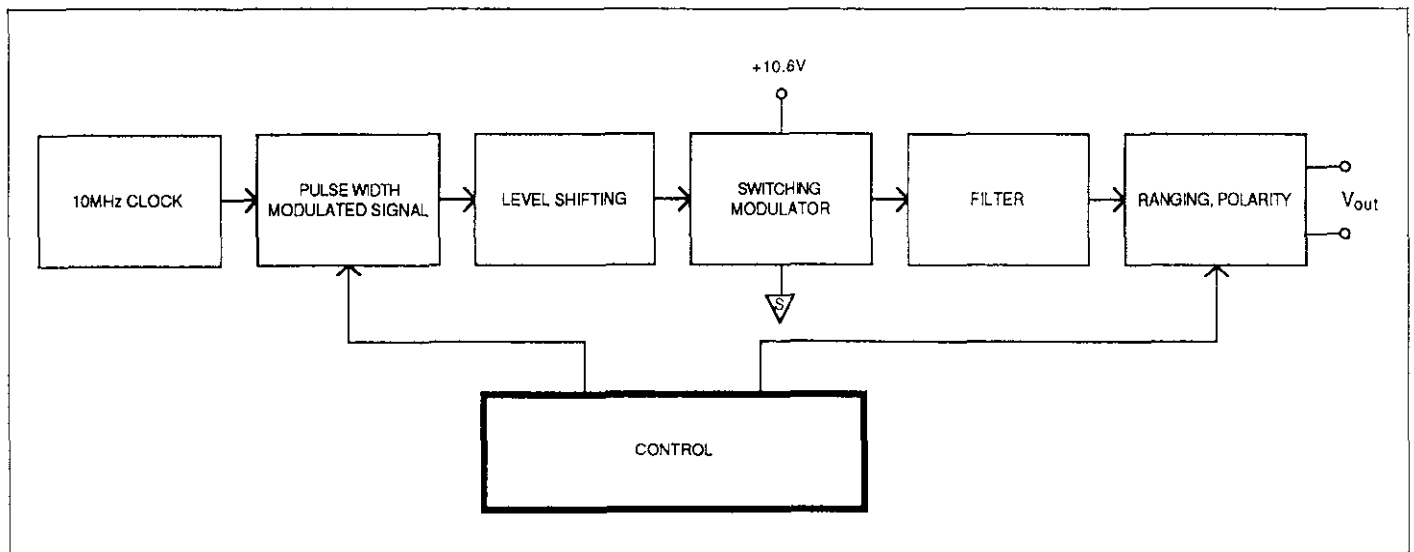 +10.6V
10MHz CLOCK
PULSE WIDTH
MODULATED SIGNAL
LEVEL SHIFTING
SWITCHING
MODULATOR
FILTER
RANGING, POLARITY
Vout
S
CONTROL